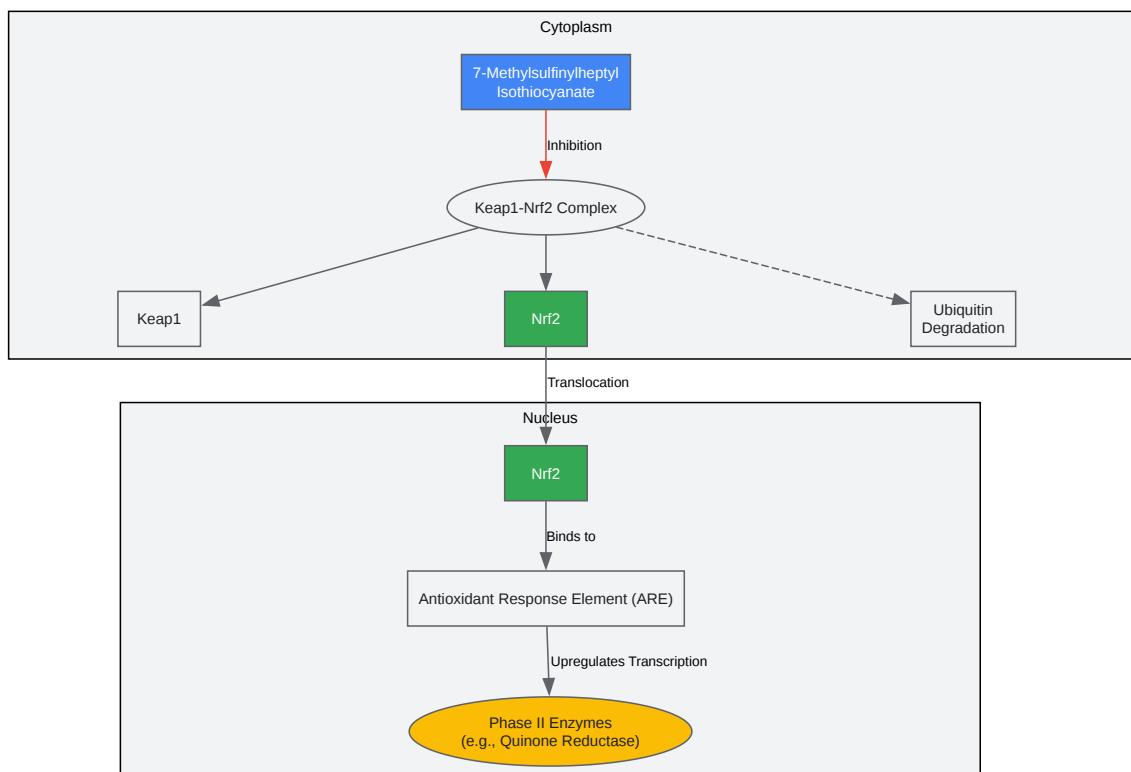 Cytoplasm
7-Methylsulfinylheptyl
Isothiocyanate
Inhibition
Keap1-Nrf2 Complex
Keap1
Nrf2
Ubiquitin
Degradation
Translocation
Nucleus
Nrf2
Binds to
Antioxidant Response Element (ARE)
Upregulates Transcription
Phase II Enzymes
(e.g., Quinone Reductase)